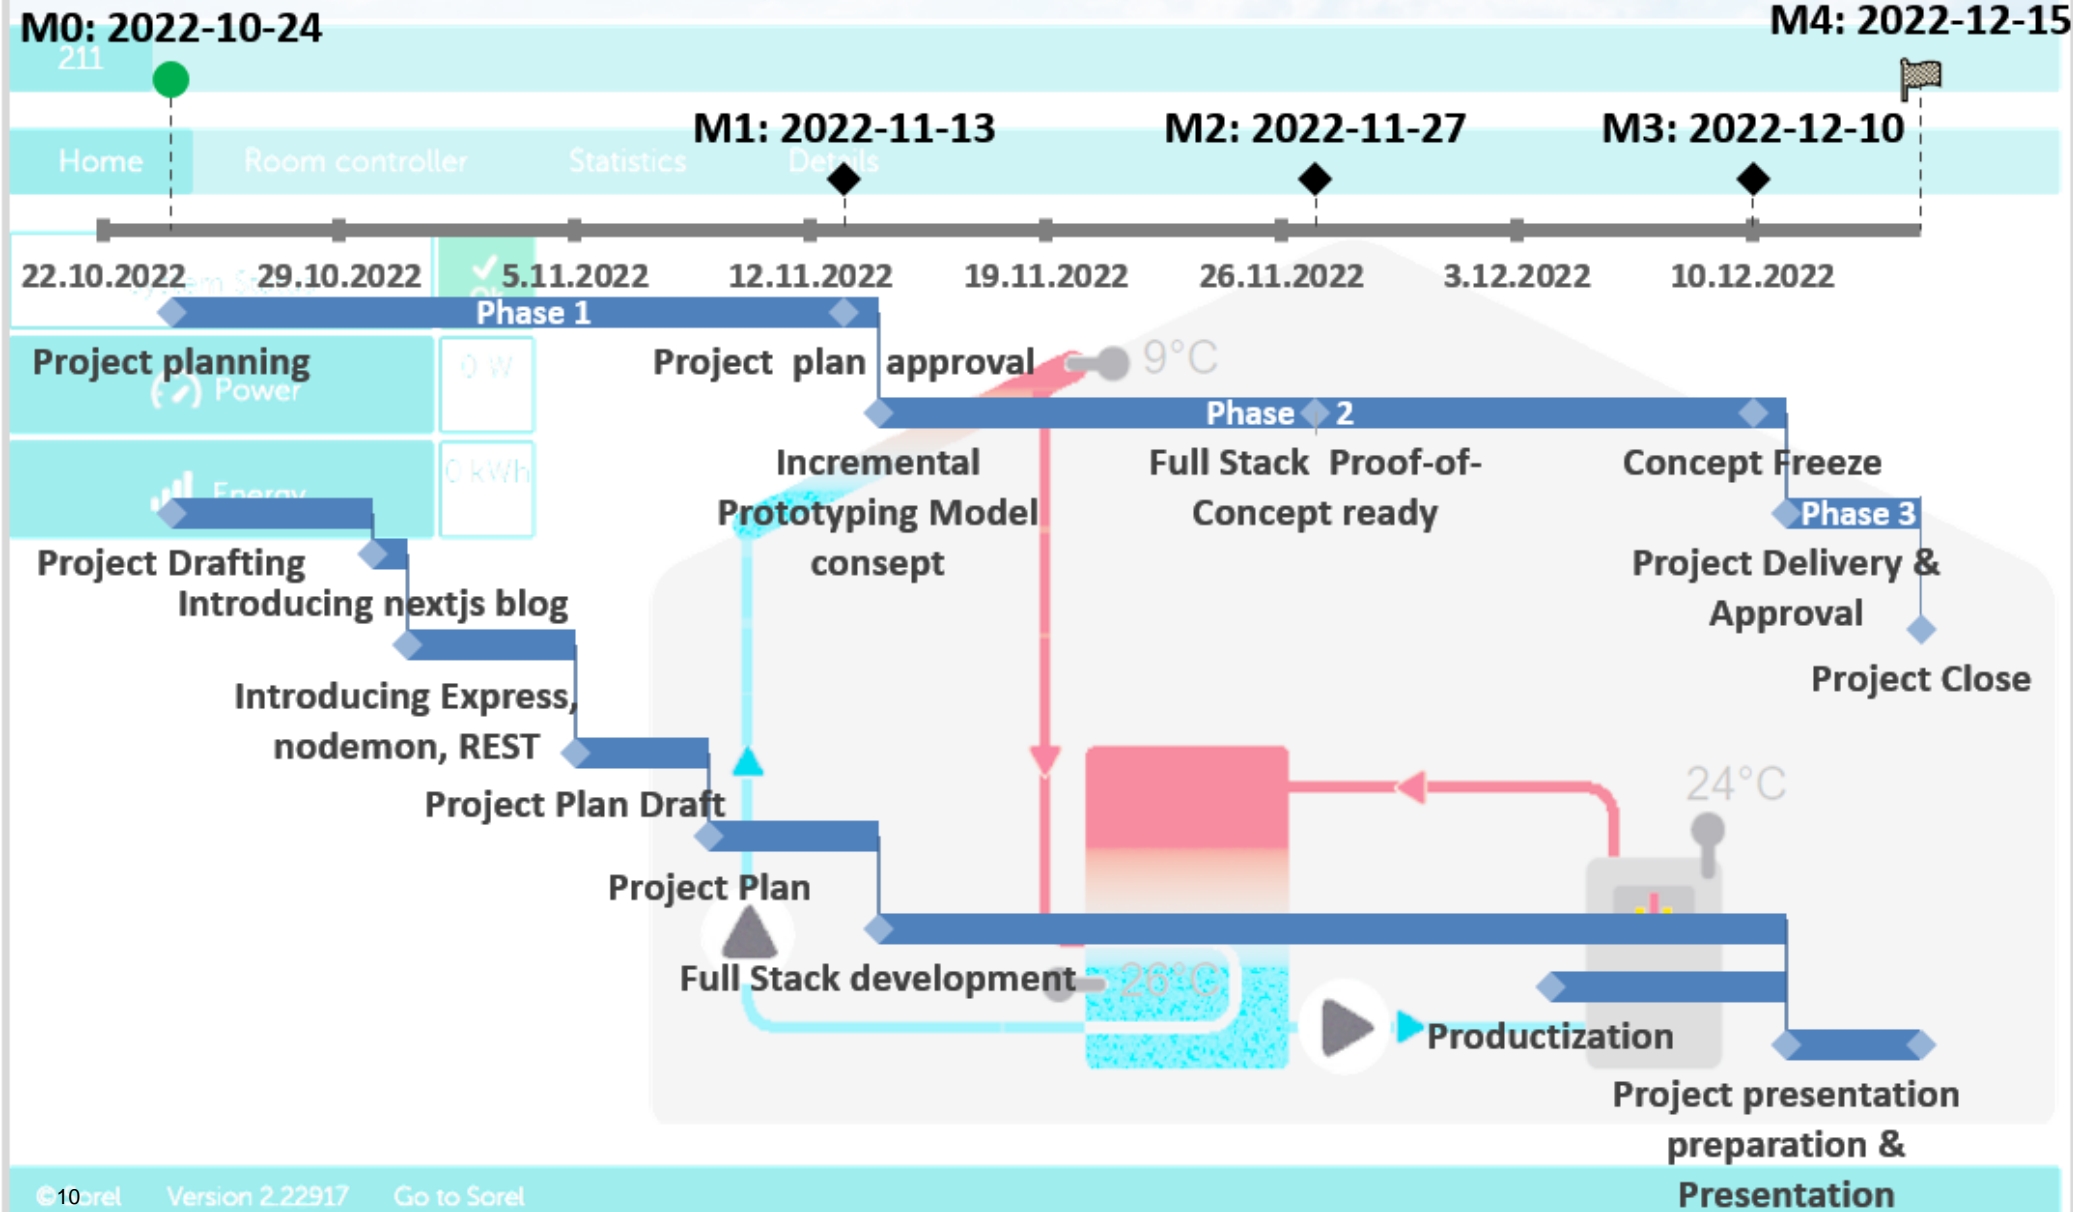 M0: 2022-10-24
M4: 2022-12-15
211
M1: 2022-11-13
M2: 2022-11-27
M3: 2022-12-10
Home
Room controller
Statistics
Details
22.10.2022
29.10.2022
5.11.2022
12.11.2022
19.11.2022
26.11.2022
3.12.2022
10.12.2022
Phase 1
Project planning
Project plan approval
9°C
0 W
Power
Phase 2
Incremental
Prototyping Model
consept
Full Stack Proof-of-
Concept ready
Concept Freeze
0 kWh
Energy
Phase 3
Project Drafting
Project Delivery &
Approval
Introducing nextjs blog
Project Close
Introducing Express,
nodemon, REST
24°C
Project Plan Draft
Project Plan
Full Stack development
26°C
Productization
Project presentation
preparation &
Presentation
10
Version 2.22917
Go to Sorel